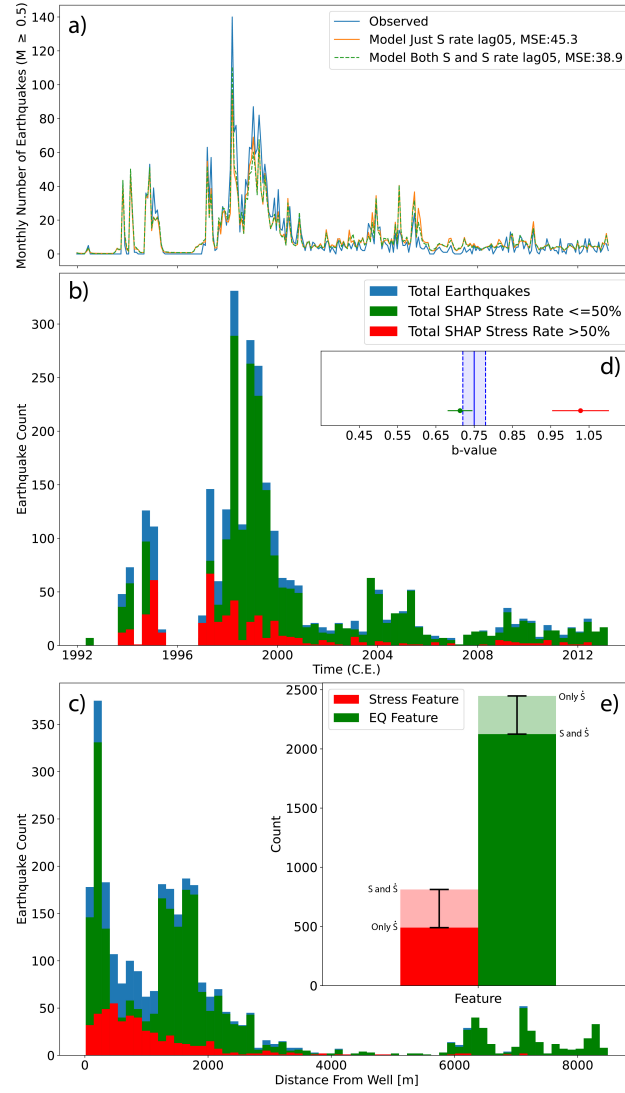 a)
Observed
Model Just S rate lag05, MSE:45.3
Model Both S and S rate lag05, MSE:38.9
Monthly Number of Earthquakes (M ≥ 0.5)
140
120
100
80
60
40
20
0
b)
Total Earthquakes
Total SHAP Stress Rate <=50%
Total SHAP Stress Rate >50%
Earthquake Count
300
250
200
150
100
50
0
d)
0.45 0.55 0.65 0.75 0.85 0.95 1.05
b-value
1992 1996 2000 2004 2008 2012
Time (C.E.)
c)
Earthquake Count
350
300
250
200
150
100
50
0
0 2000 4000 6000 8000
Distance From Well [m]
e)
Stress Feature
EQ Feature
Count
2500
2000
1500
1000
500
0
Only Ṡ
S and Ṡ
S and Ṡ
Only Ṡ
Feature